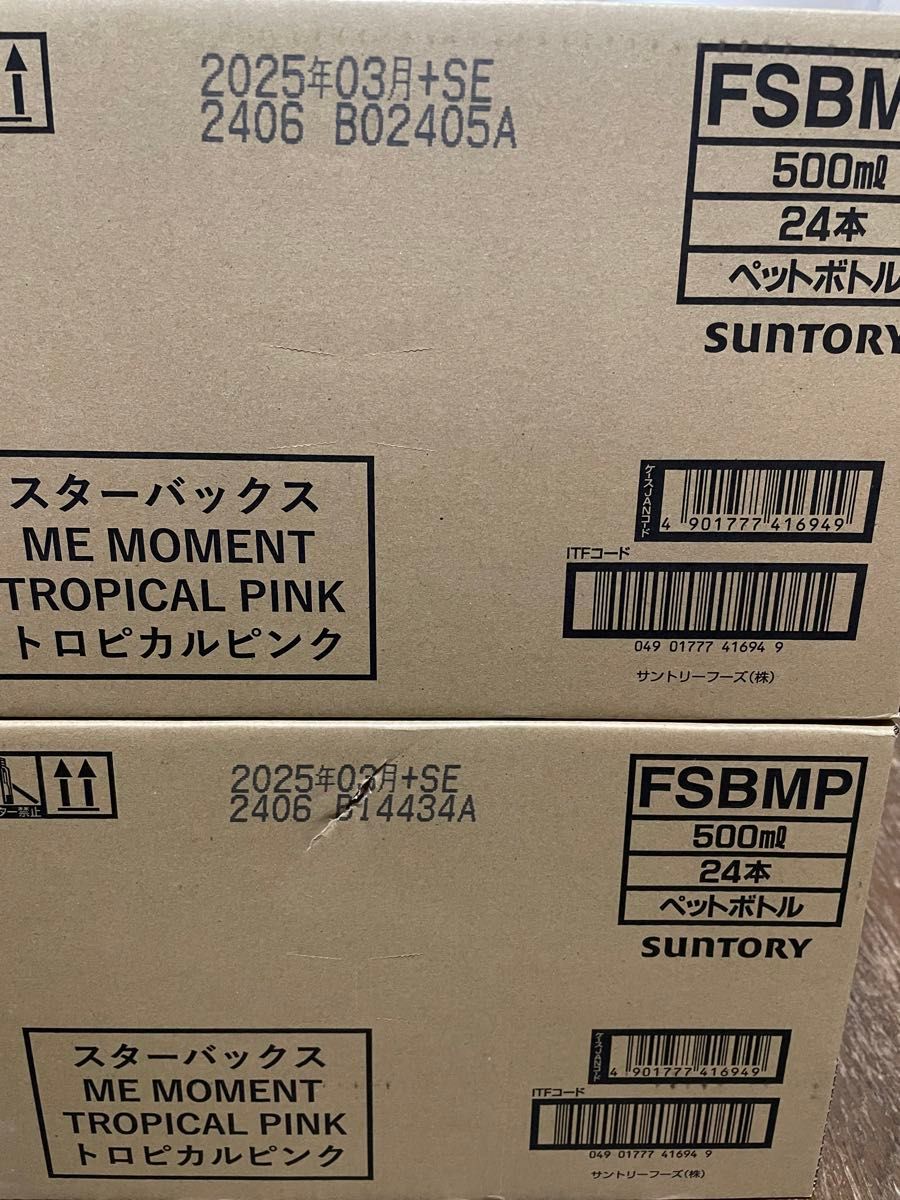 2025年03月+SE
2406 B02405A
FSBM
500ml
24本
ペットボトル
SUNTORY
スターバックス
ME MOMENT
TROPICAL PINK
トロピカルピンク
ケースJANコード
4 901777 416949
ITFコード
049 01777 41694 9
サントリーフーズ(株)
ター禁止
2025年03月+SE
2406 B14434A
FSBMP
500ml
24本
ペットボトル
SUNTORY
スターバックス
ME MOMENT
TROPICAL PINK
トロピカルピンク
ケースJANコード
4 901777 416949
ITFコード
049 01777 41694 9
サントリーフーズ(株)